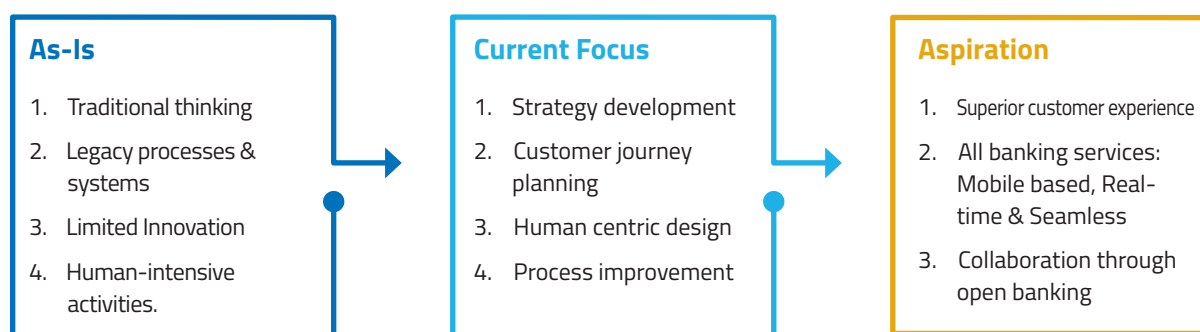 As-Is
1. Traditional thinking
2. Legacy processes &
systems
3. Limited Innovation
4. Human-intensive
activities.
Current Focus
1. Strategy development
2. Customer journey
planning
3. Human centric design
4. Process improvement
Aspiration
1. Superior customer experience
2. All banking services:
Mobile based, Real-
time & Seamless
3. Collaboration through
open banking